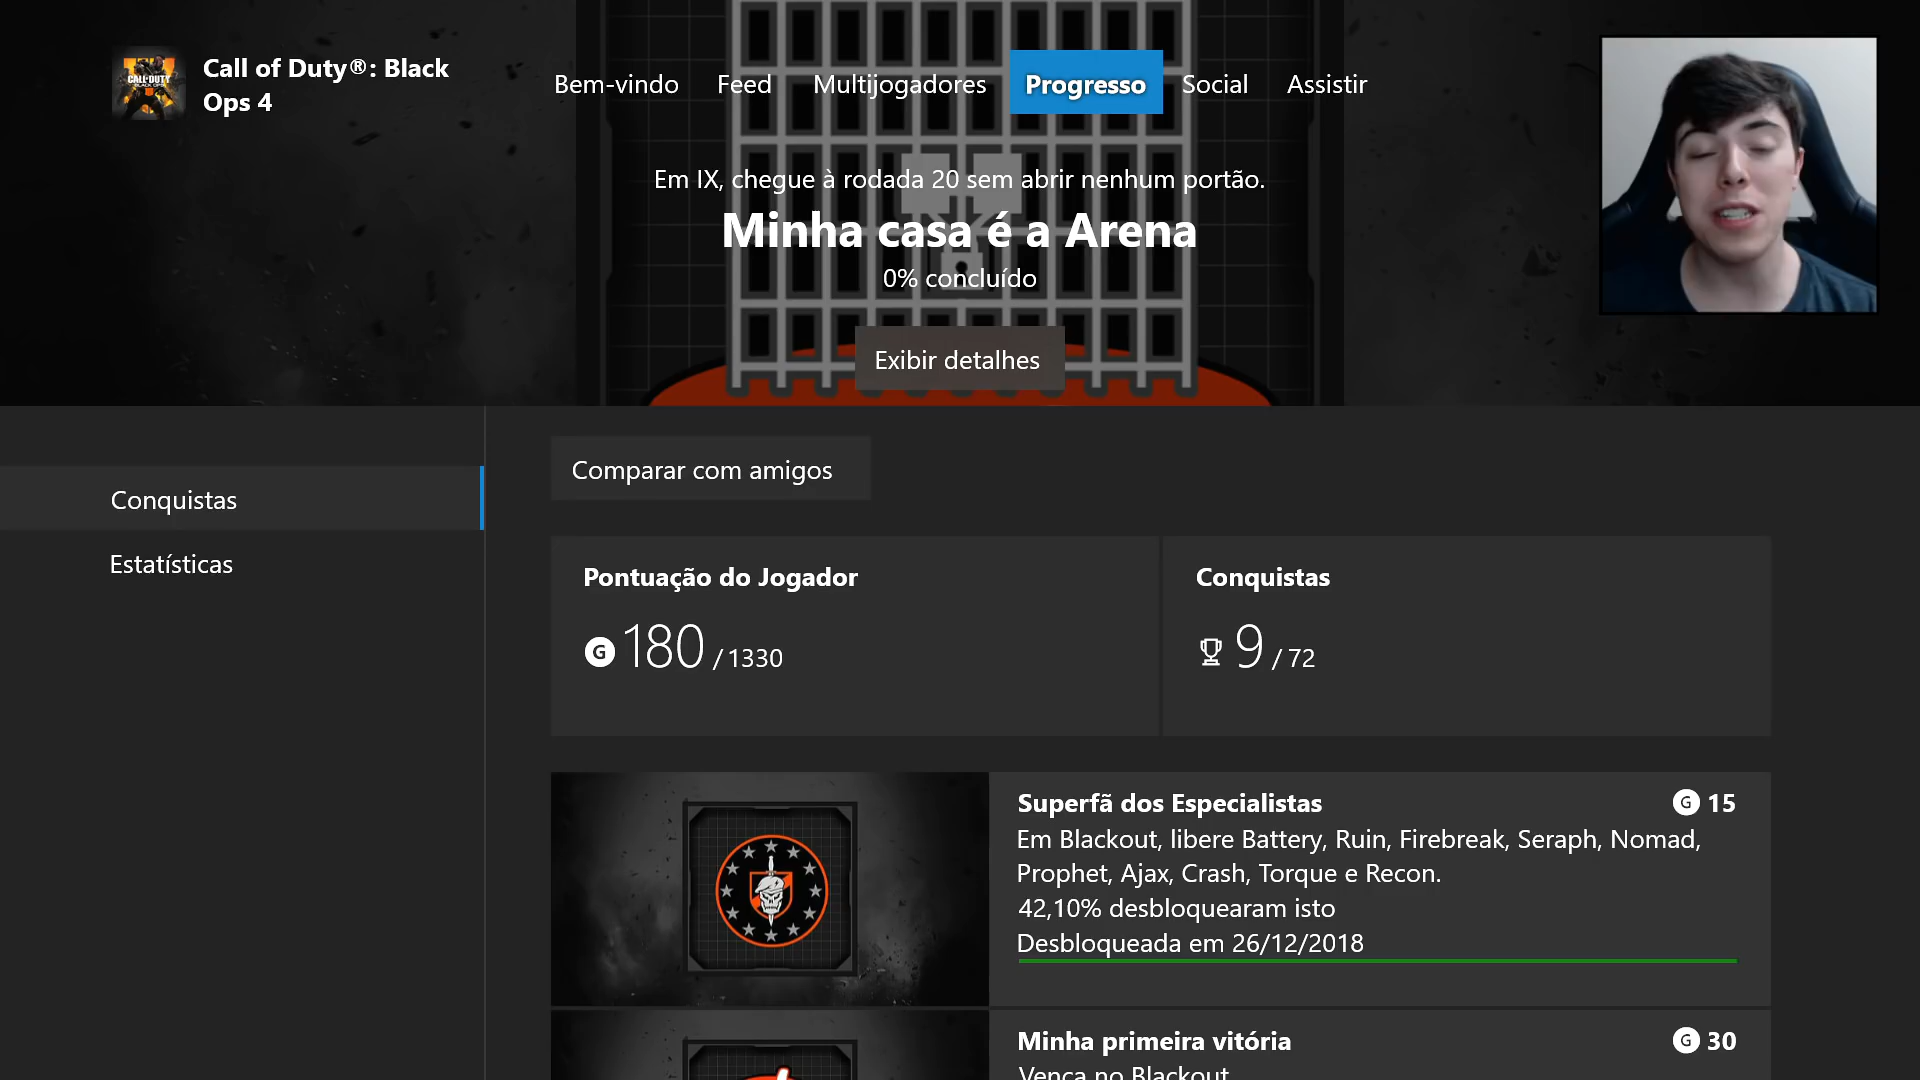 Call of Duty®: Black
Ops 4
Bem-vindo
Feed
Multijogadores
Progresso
Social
Assistir
Em IX, chegue à rodada 20 sem abrir nenhum portão.
Minha casa é a Arena
0% concluído
Exibir detalhes
Conquistas
Estatísticas
Comparar com amigos
Pontuação do Jogador
G 180 / 1330
Conquistas
9 / 72
Superfã dos Especialistas
G 15
Em Blackout, libere Battery, Ruin, Firebreak, Seraph, Nomad,
Prophet, Ajax, Crash, Torque e Recon.
42,10% desbloquearam isto
Desbloqueada em 26/12/2018
Minha primeira vitória
G 30
Vença no Blackout